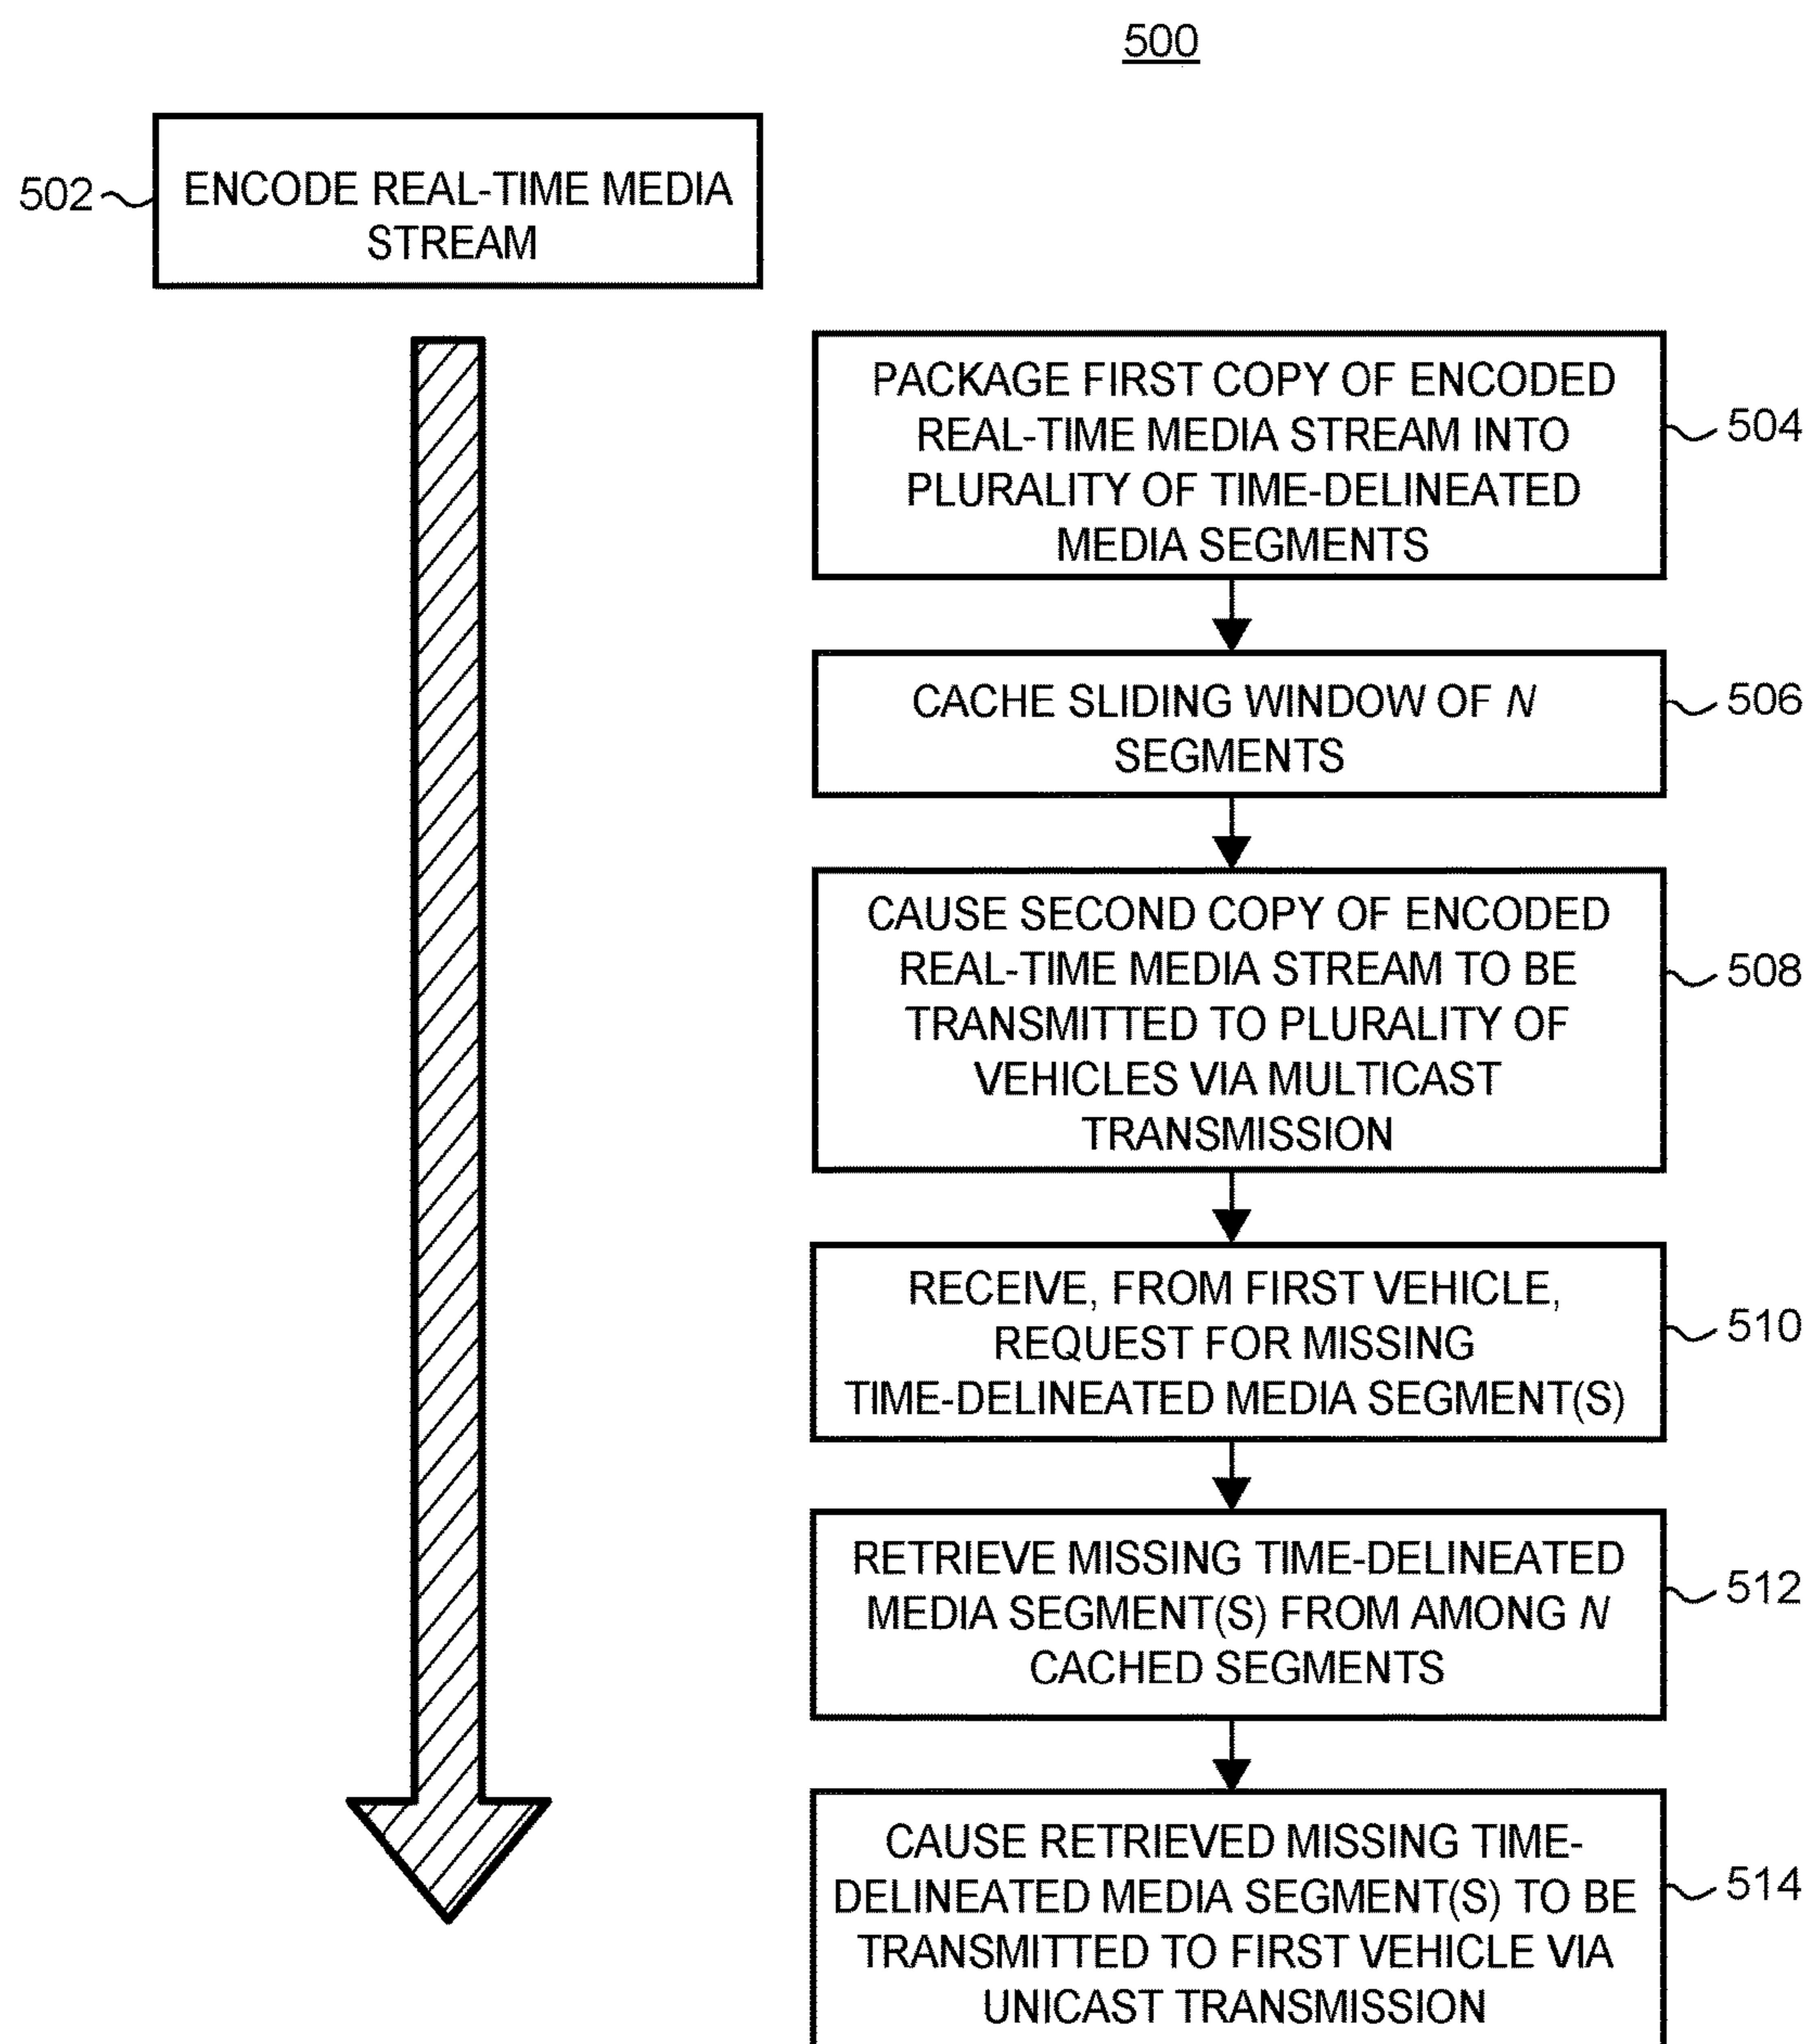 500
502
ENCODE REAL-TIME MEDIA
STREAM
PACKAGE FIRST COPY OF ENCODED
REAL-TIME MEDIA STREAM INTO
PLURALITY OF TIME-DELINEATED
MEDIA SEGMENTS
504
CACHE SLIDING WINDOW OF N
SEGMENTS
506
CAUSE SECOND COPY OF ENCODED
REAL-TIME MEDIA STREAM TO BE
TRANSMITTED TO PLURALITY OF
VEHICLES VIA MULTICAST
TRANSMISSION
508
RECEIVE, FROM FIRST VEHICLE,
REQUEST FOR MISSING
TIME-DELINEATED MEDIA SEGMENT(S)
510
RETRIEVE MISSING TIME-DELINEATED
MEDIA SEGMENT(S) FROM AMONG N
CACHED SEGMENTS
512
CAUSE RETRIEVED MISSING TIME-
DELINEATED MEDIA SEGMENT(S) TO BE
TRANSMITTED TO FIRST VEHICLE VIA
UNICAST TRANSMISSION
514